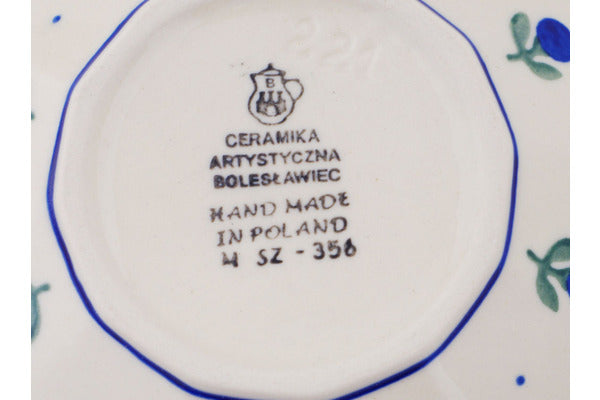 B
CERAMIKA
ARTYSTYCZNA
BOLESŁAWIEC
HAND MADE
IN POLAND
M SZ - 356